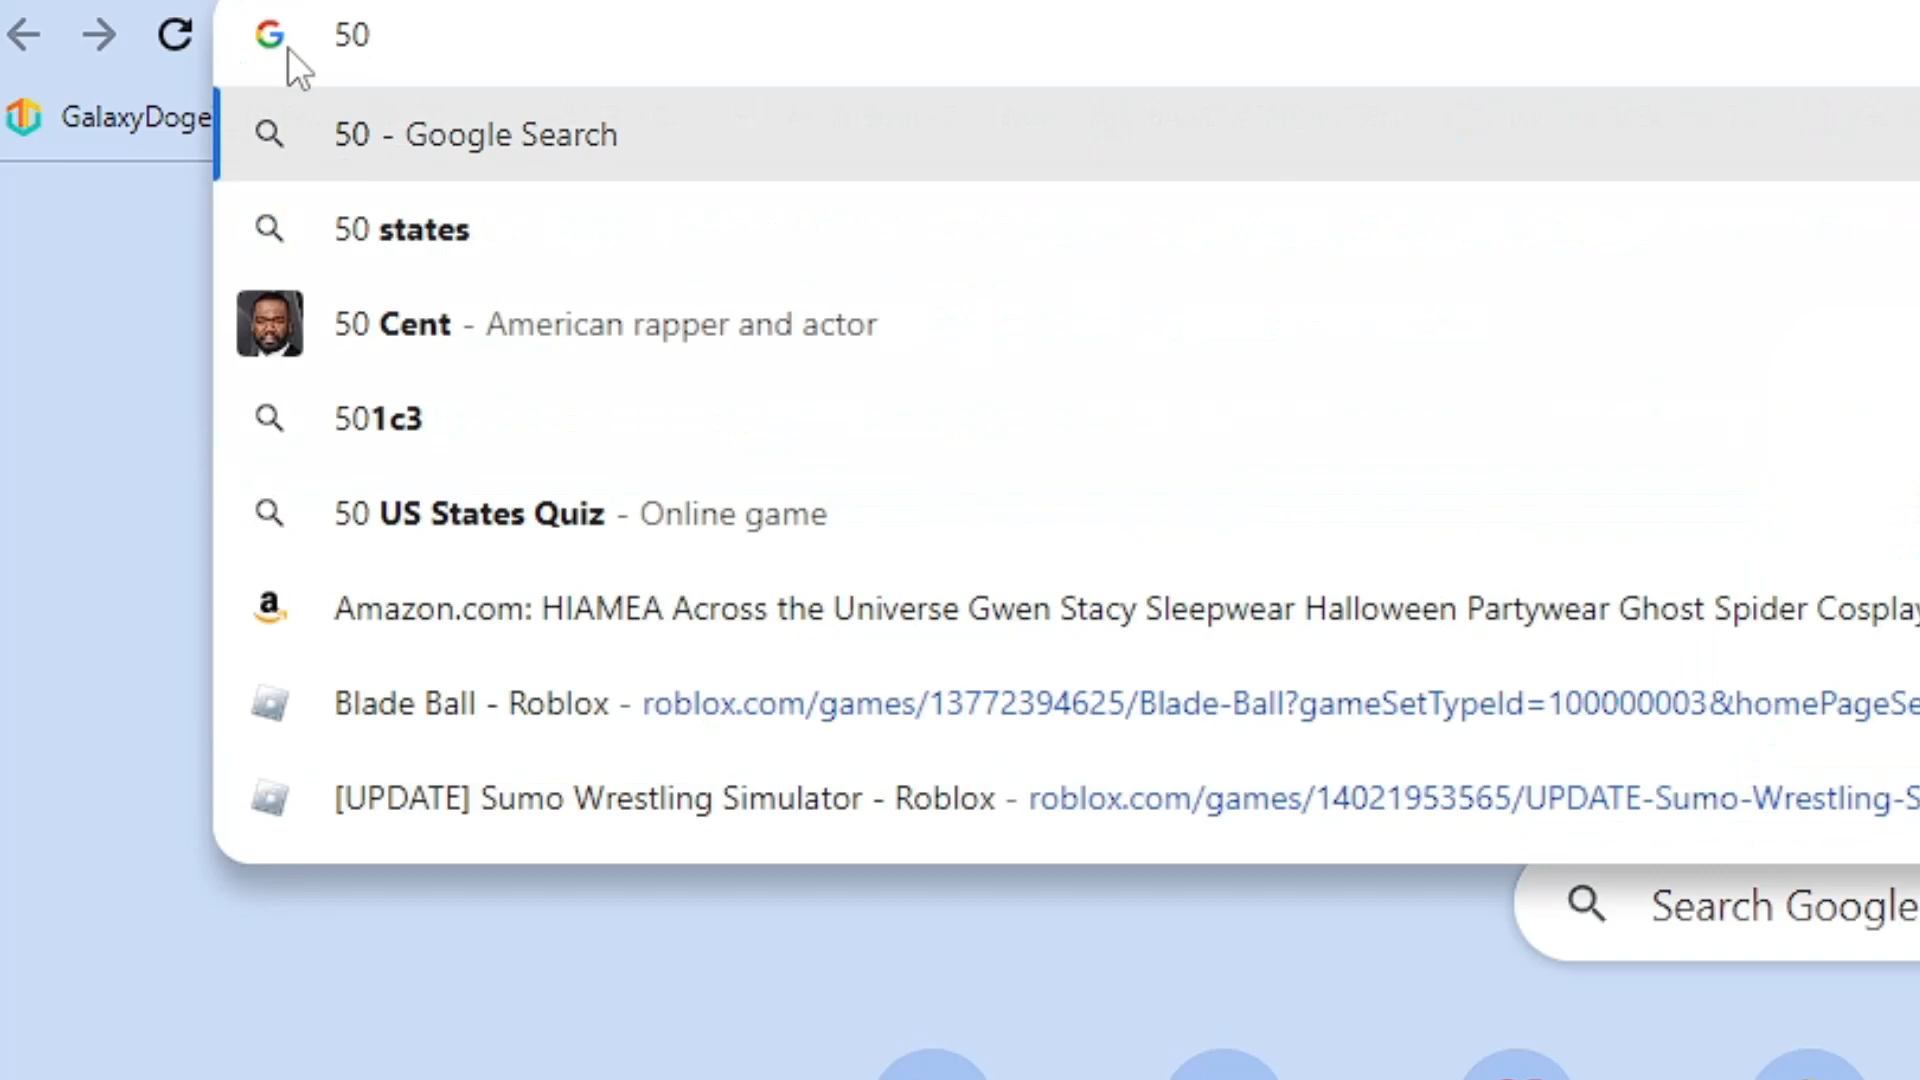 50
GalaxyDoge
50 - Google Search
50 states
50 Cent - American rapper and actor
501c3
50 US States Quiz - Online game
Amazon.com: HIAMEA Across the Universe Gwen Stacy Sleepwear Halloween Partywear Ghost Spider Cosplay
Blade Ball - Roblox - roblox.com/games/13772394625/Blade-Ball?gameSetTypeId=100000003&homePageSe
[UPDATE] Sumo Wrestling Simulator - Roblox - roblox.com/games/14021953565/UPDATE-Sumo-Wrestling-S
Search Google